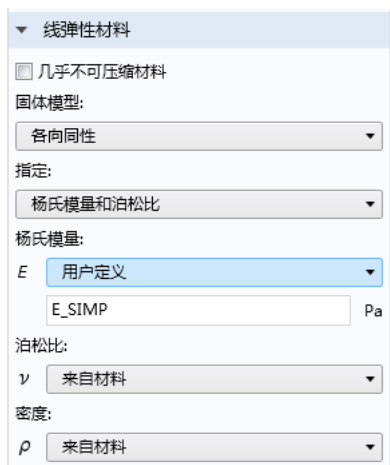 线弹性材料
几乎不可压缩材料
固体模型:
各向同性
指定:
杨氏模量和泊松比
杨氏模量:
E 用户定义
E_SIMP Pa
泊松比:
ν 来自材料
密度:
ρ 来自材料